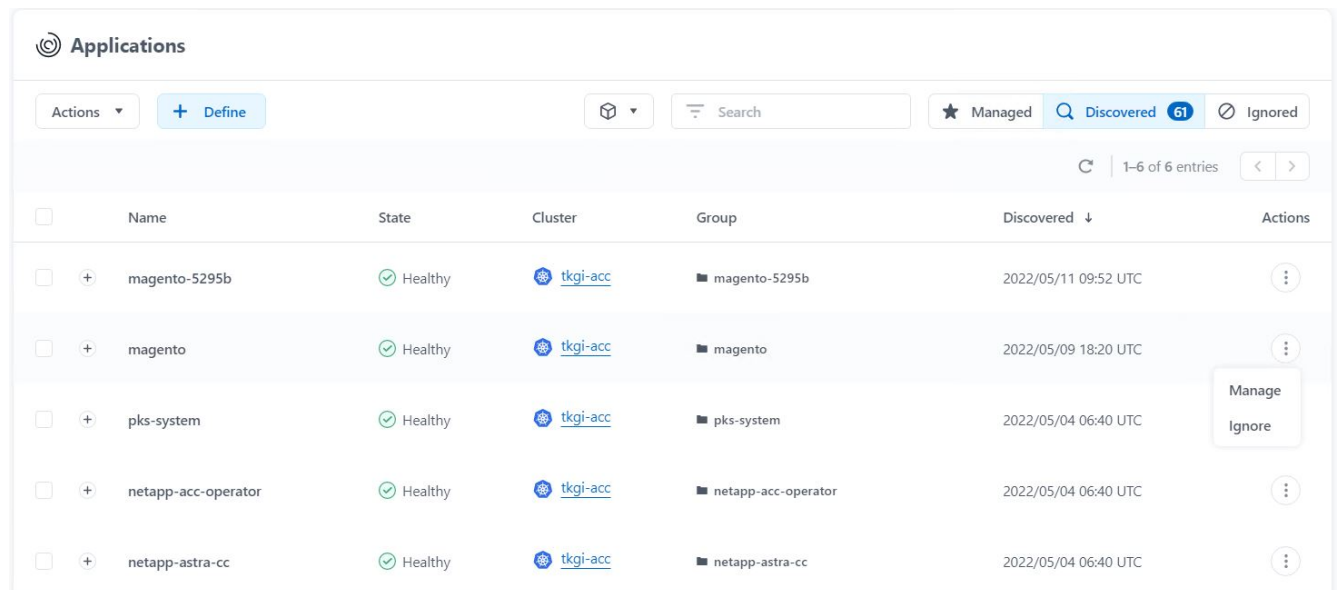 Applications
Actions Define Search Managed Discovered 61 Ignored
1–6 of 6 entries
Name State Cluster Group Discovered ↓ Actions
magento-5295b Healthy tkgi-acc magento-5295b 2022/05/11 09:52 UTC
magento Healthy tkgi-acc magento 2022/05/09 18:20 UTC
Manage
pks-system Healthy tkgi-acc pks-system 2022/05/04 06:40 UTC
Ignore
netapp-acc-operator Healthy tkgi-acc netapp-acc-operator 2022/05/04 06:40 UTC
netapp-astra-cc Healthy tkgi-acc netapp-astra-cc 2022/05/04 06:40 UTC